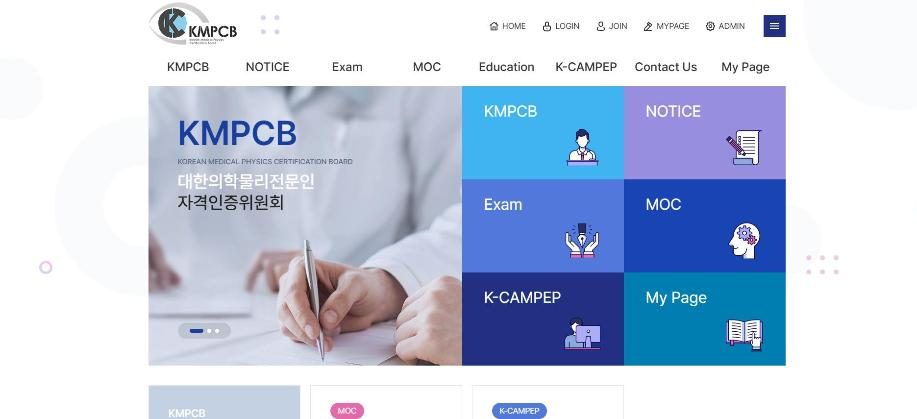 KMPCB
HOME LOGIN JOIN MYPAGE ADMIN
KMPCB NOTICE Exam MOC Education K-CAMPEP Contact Us My Page
KMPCB
KOREAN MEDICAL PHYSICS CERTIFICATION BOARD
대한의학물리전문인
자격인증위원회
KMPCB
NOTICE
Exam
MOC
K-CAMPEP
My Page
KMPCB
MOC
K-CAMPEP